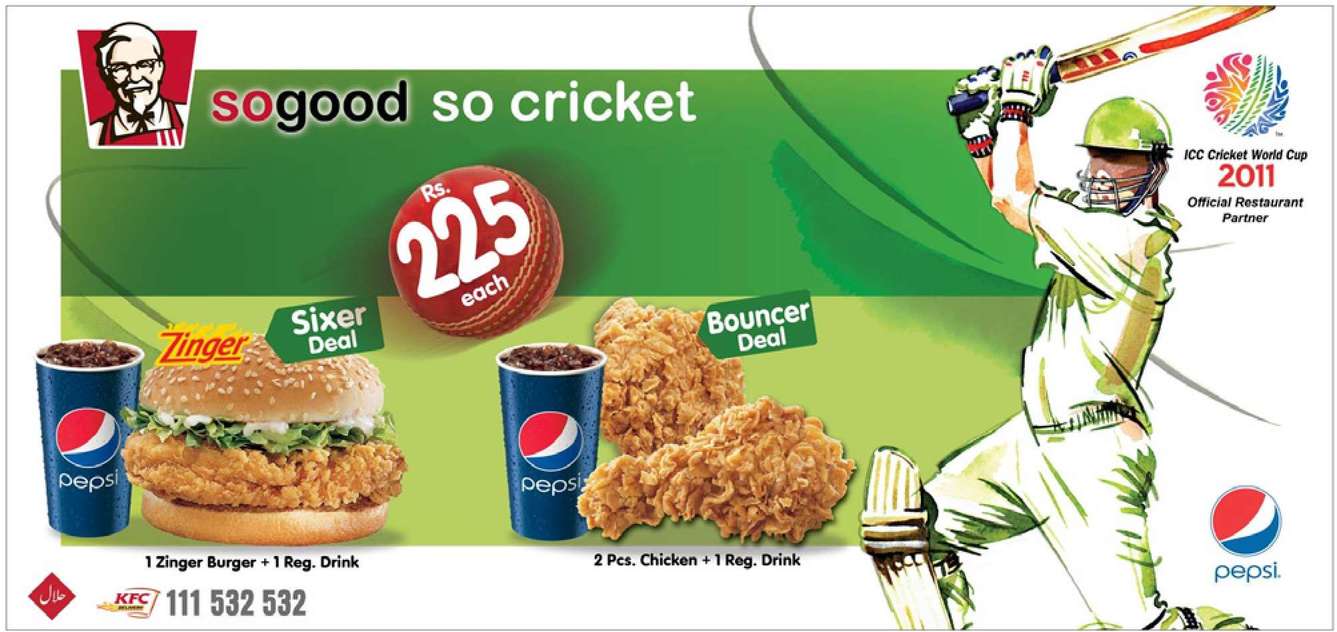 sogood so cricket
Rs.
225
each
ICC Cricket World Cup
2011
Official Restaurant
Partner
TM
Zinger
Sixer
Deal
pepsi
1 Zinger Burger + 1 Reg. Drink
Bouncer
Deal
pepsi
2 Pcs. Chicken + 1 Reg. Drink
pepsi.
حلال
KFC
DELIVERY
111 532 532